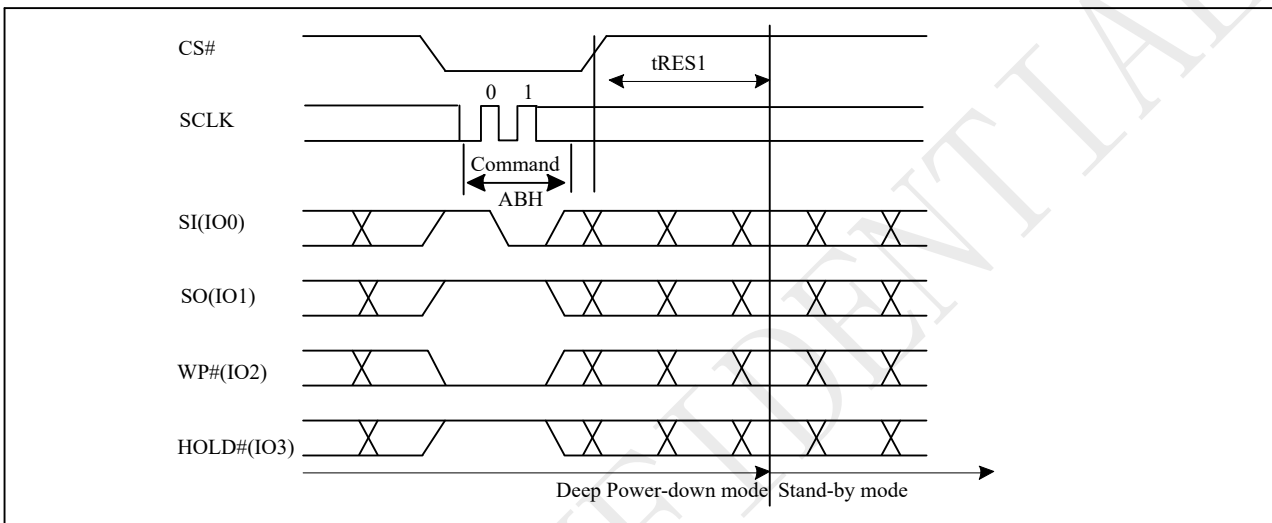 CS#
tRES1
0 1
SCLK
Command
ABH
SI(IO0)
SO(IO1)
WP#(IO2)
HOLD#(IO3)
Deep Power-down mode Stand-by mode